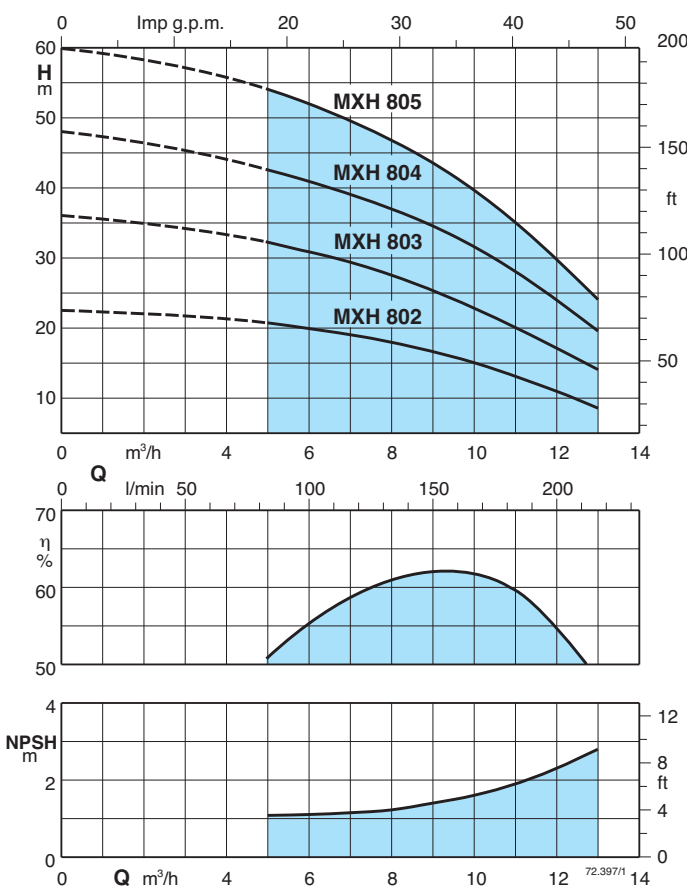 0 Imp g.p.m. 20 30 40 50
60 200
H
m
MXH 805
50
150
MXH 804
40
ft
MXH 803
30 100
MXH 802
20
50
10
0 m³/h 4 6 8 10 12 14
Q
0 l/min 50 100 150 200
70
η
%
60
50
4 12
NPSH
m
8
2 ft
4
0 0
72.397/1
0 Q m³/h 4 6 8 10 12 14